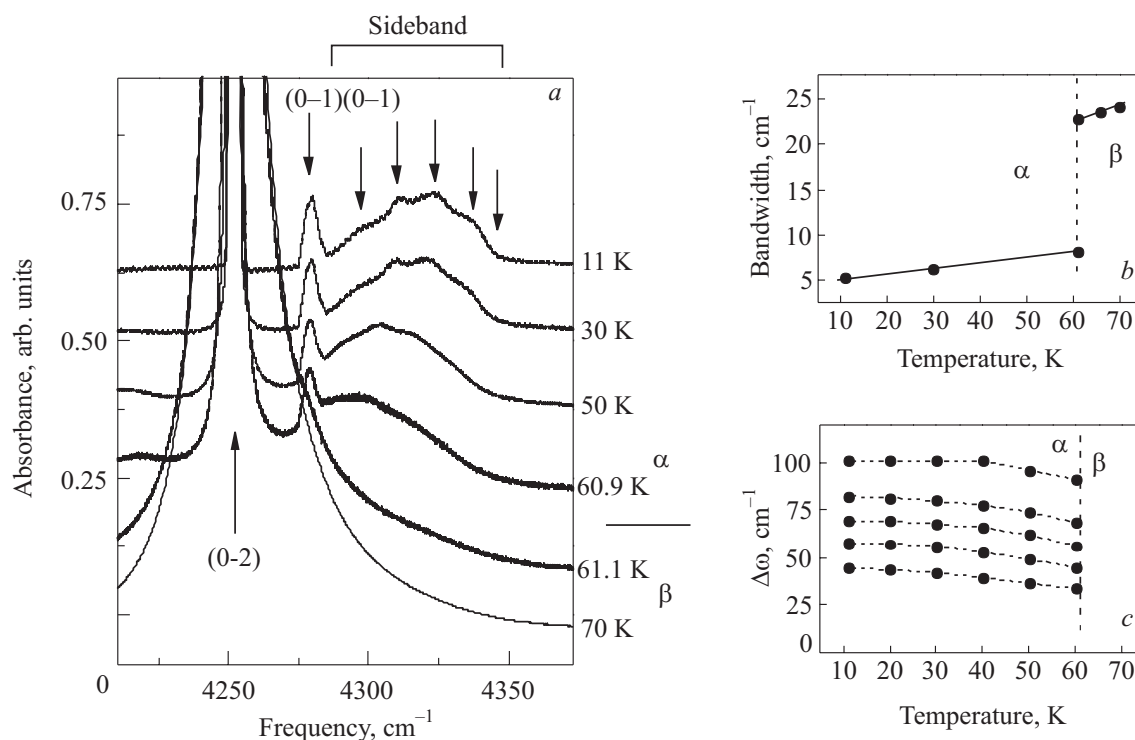 Sideband
a
(0–1)(0–1)
0.75
0.50
0.25
0
Absorbance, arb. units
11 K
30 K
50 K
60.9 K
61.1 K
70 K
α
β
(0-2)
4250
4300
4350
Frequency, cm–1
25
20
15
10
5
Bandwidth, cm–1
α
β
b
10
20
30
40
50
60
70
Temperature, K
100
75
50
25
0
Δω, cm–1
α
β
c
10
20
30
40
50
60
70
Temperature, K